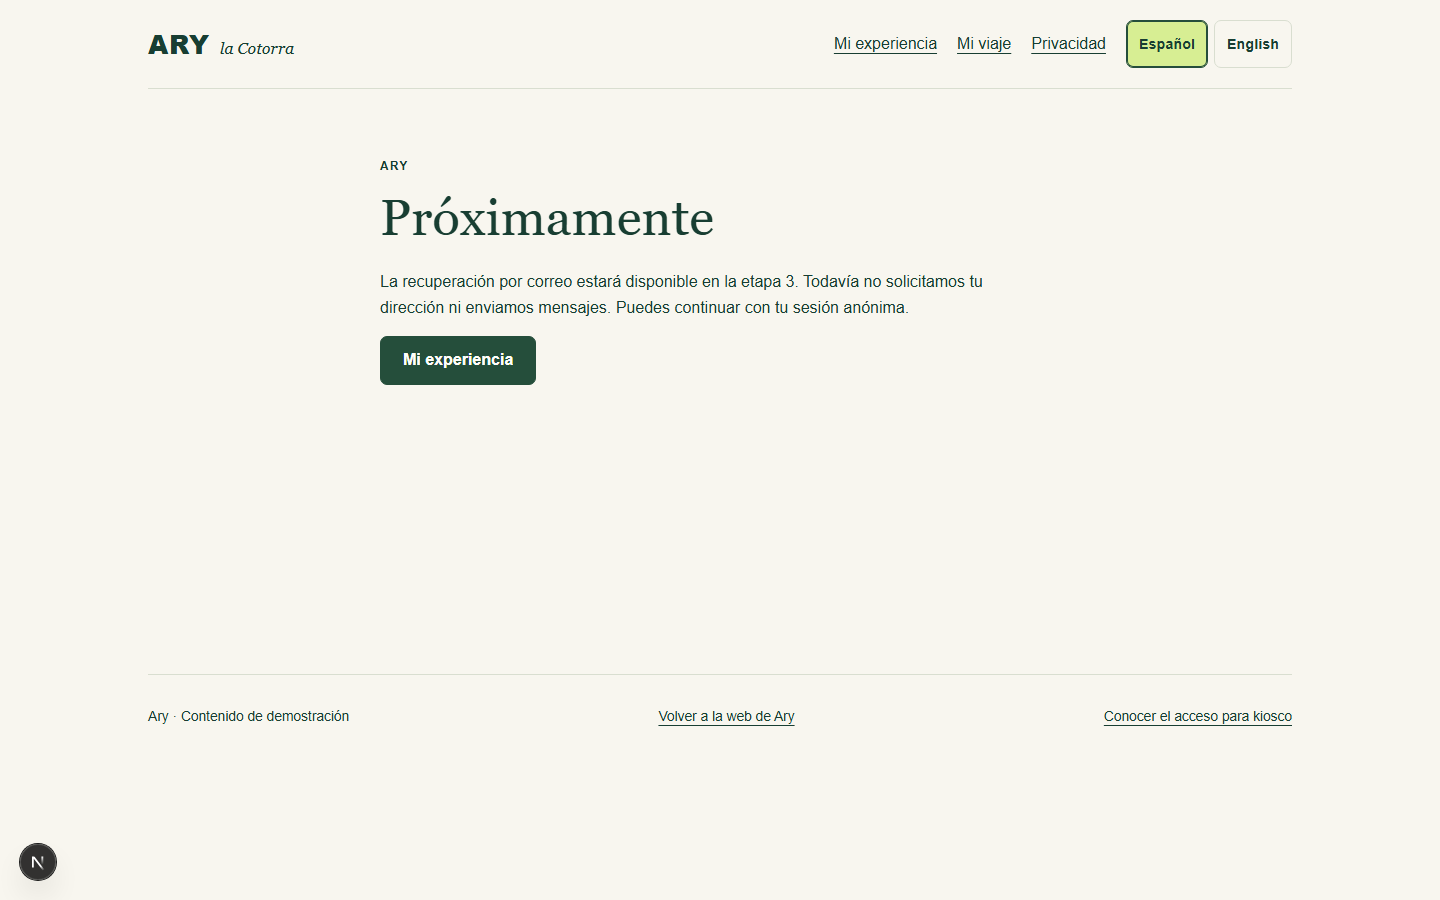 ARY la Cotorra
Mi experiencia Mi viaje Privacidad Español English
ARY
Próximamente
La recuperación por correo estará disponible en la etapa 3. Todavía no solicitamos tu
dirección ni enviamos mensajes. Puedes continuar con tu sesión anónima.
Mi experiencia
Ary · Contenido de demostración Volver a la web de Ary Conocer el acceso para kiosco
N